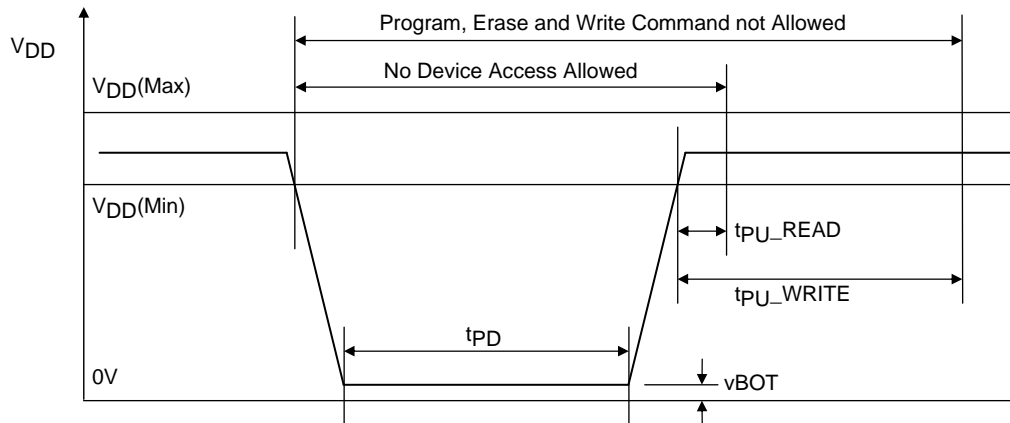 Program, Erase and Write Command not Allowed
VDD
No Device Access Allowed
VDD(Max)
VDD(Min)
tPU_READ
tPU_WRITE
tPD
0V
vBOT